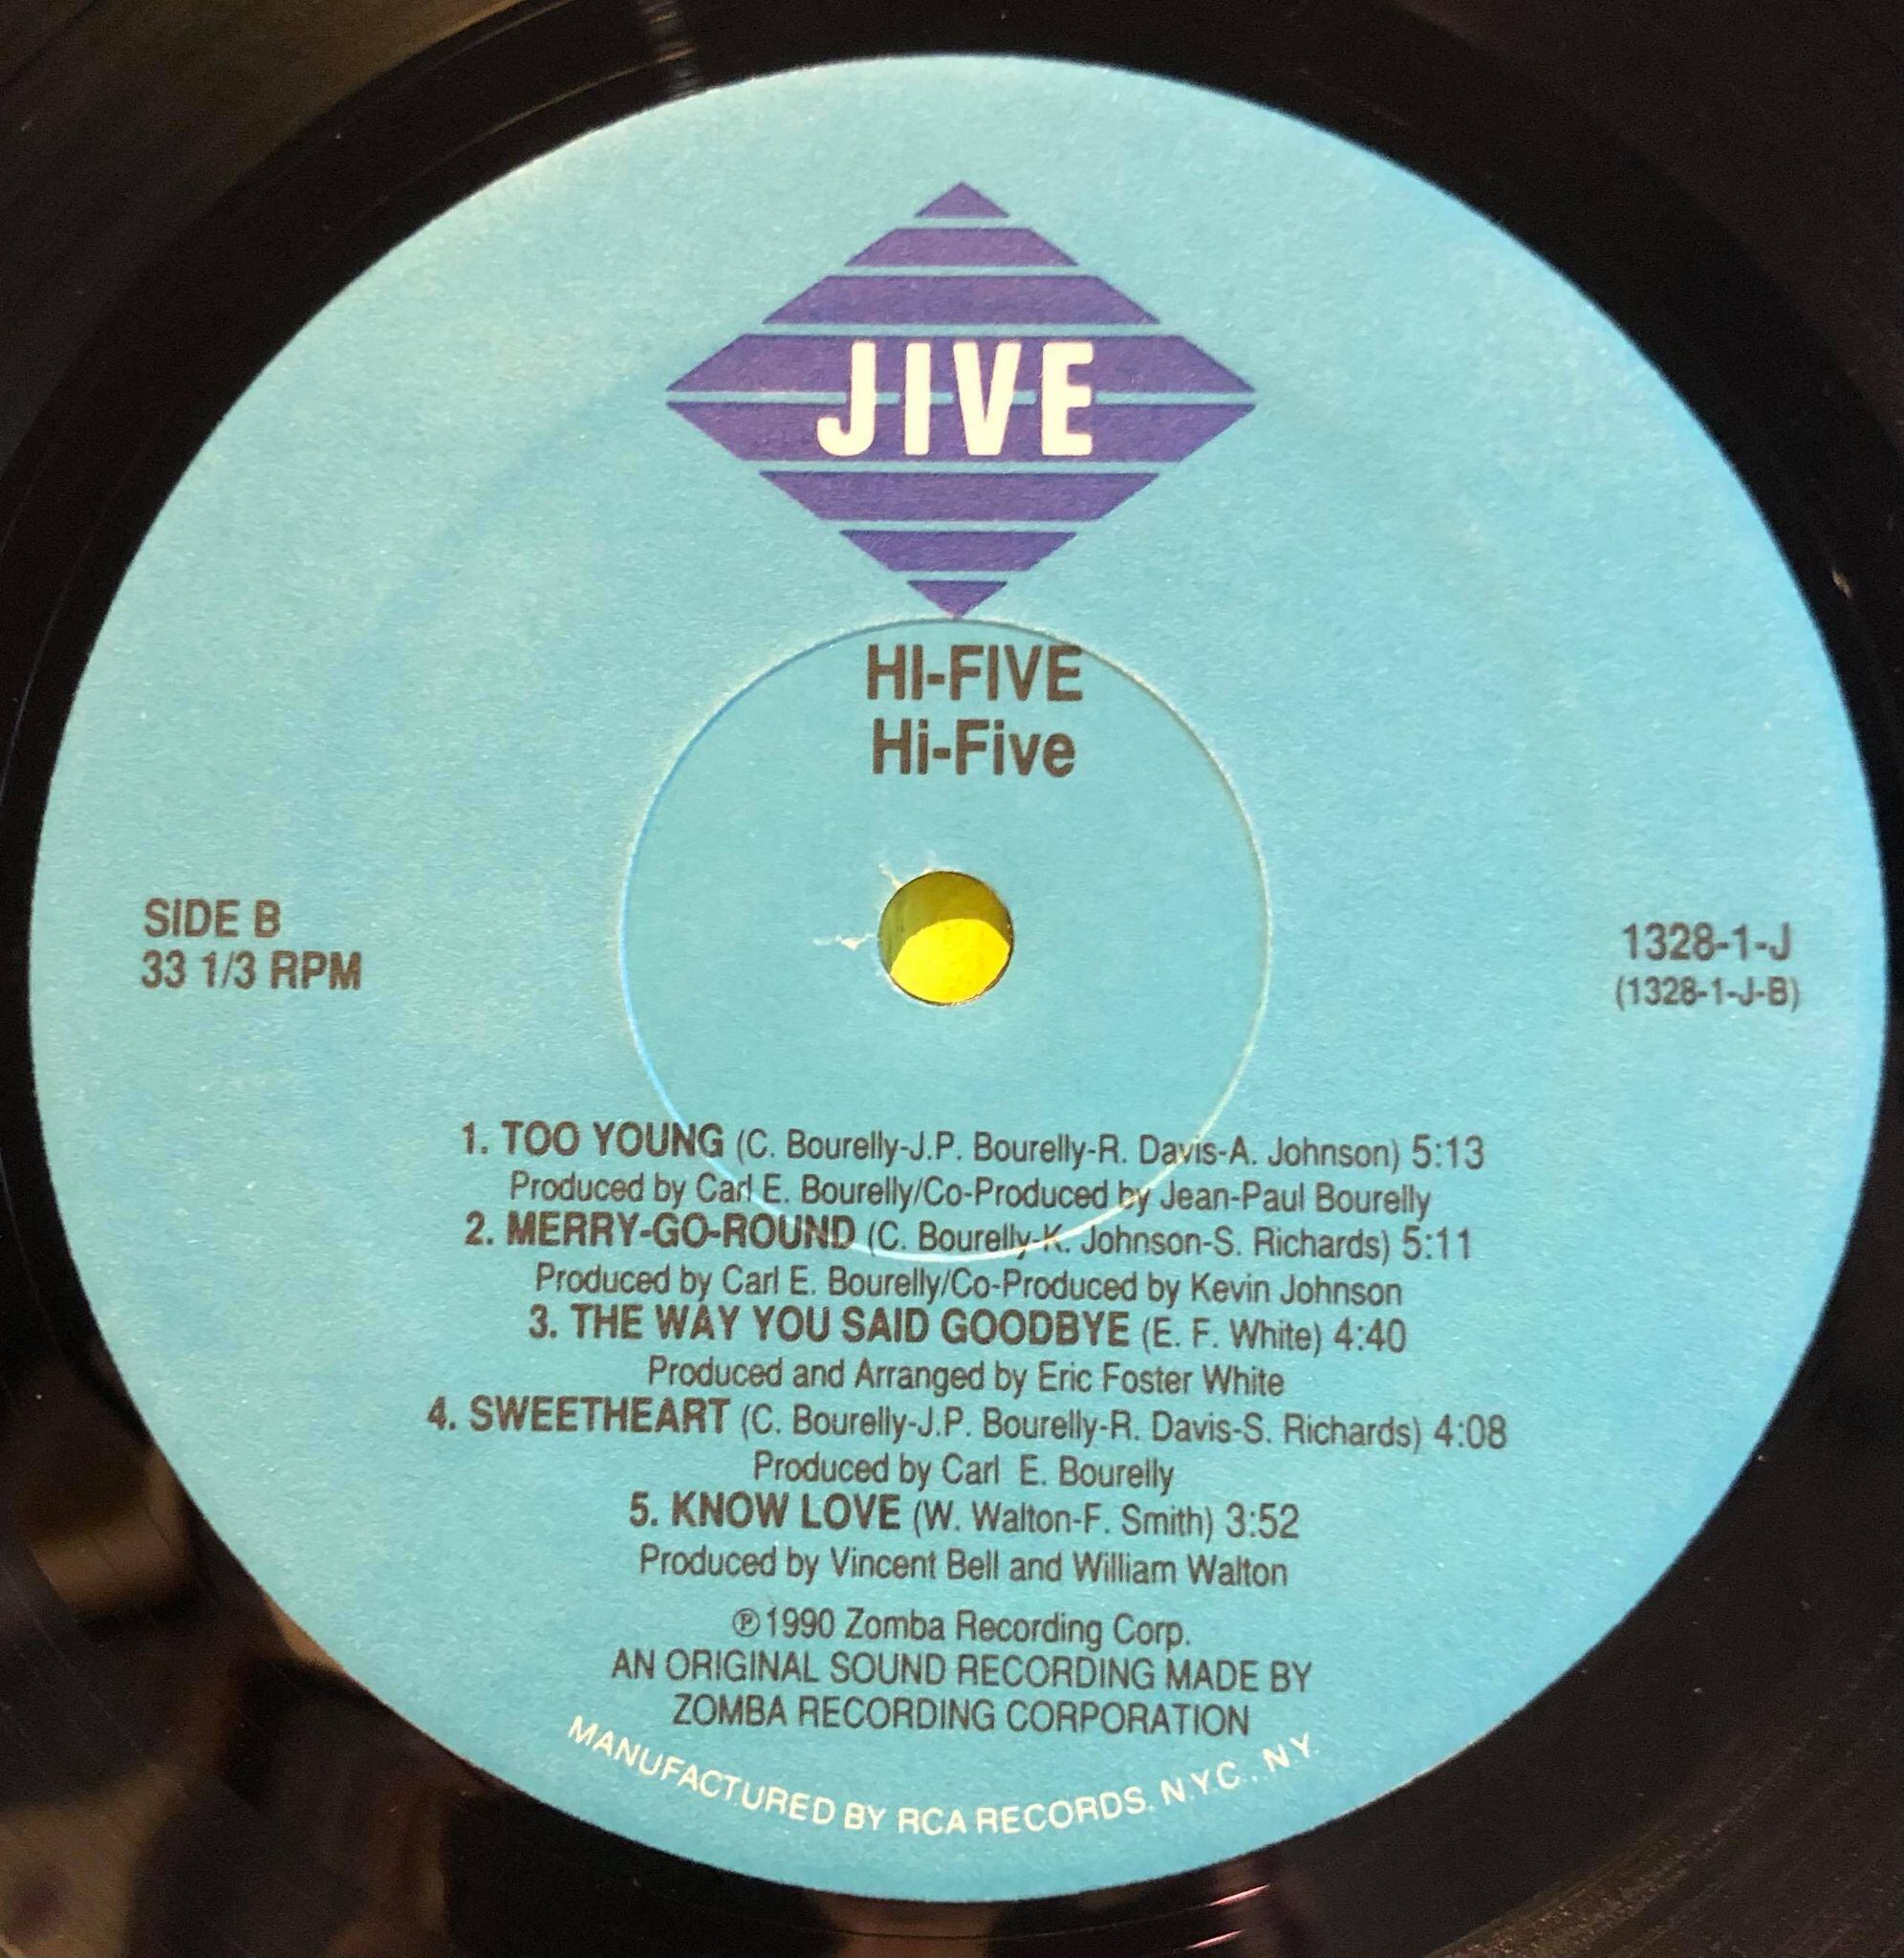 JIVE
HI-FIVE
Hi-Five
SIDE B
33 1/3 RPM
1328-1-J
(1328-1-J-B)
1. TOO YOUNG (C. Bourelly-J.P. Bourelly-R. Davis-A. Johnson) 5:13
Produced by Carl E. Bourelly/Co-Produced by Jean-Paul Bourelly
2. MERRY-GO-ROUND (C. Bourelly-K. Johnson-S. Richards) 5:11
Produced by Carl E. Bourelly/Co-Produced by Kevin Johnson
3. THE WAY YOU SAID GOODBYE (E. F. White) 4:40
Produced and Arranged by Eric Foster White
4. SWEETHEART (C. Bourelly-J.P. Bourelly-R. Davis-S. Richards) 4:08
Produced by Carl E. Bourelly
5. KNOW LOVE (W. Walton-F. Smith) 3:52
Produced by Vincent Bell and William Walton
℗1990 Zomba Recording Corp.
AN ORIGINAL SOUND RECORDING MADE BY
ZOMBA RECORDING CORPORATION
MANUFACTURED BY RCA RECORDS, N.Y.C., N.Y.